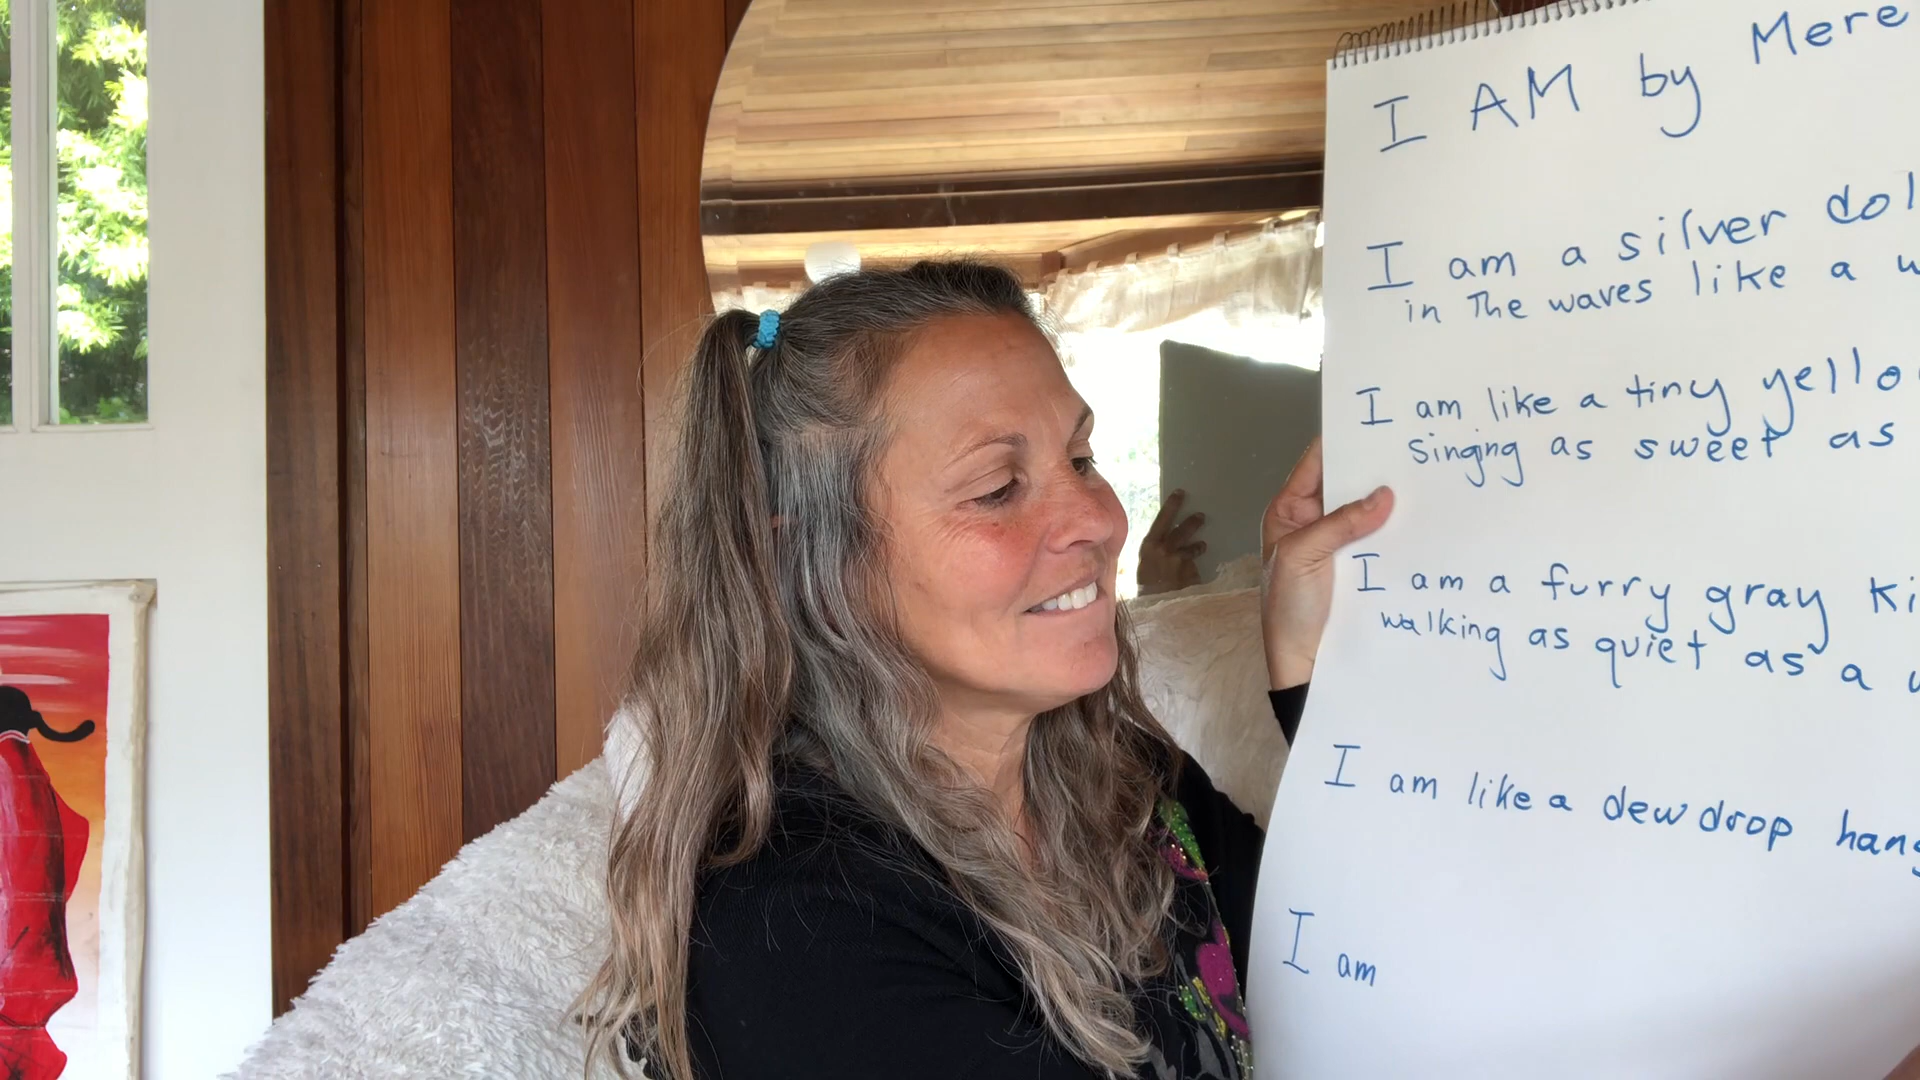 I AM by Mere
I am a silver dol
in The waves like a w
I am like a tiny yello
singing as sweet as
I am a furry gray ki
walking as quiet as a
I am like a dewdrop hang
I am